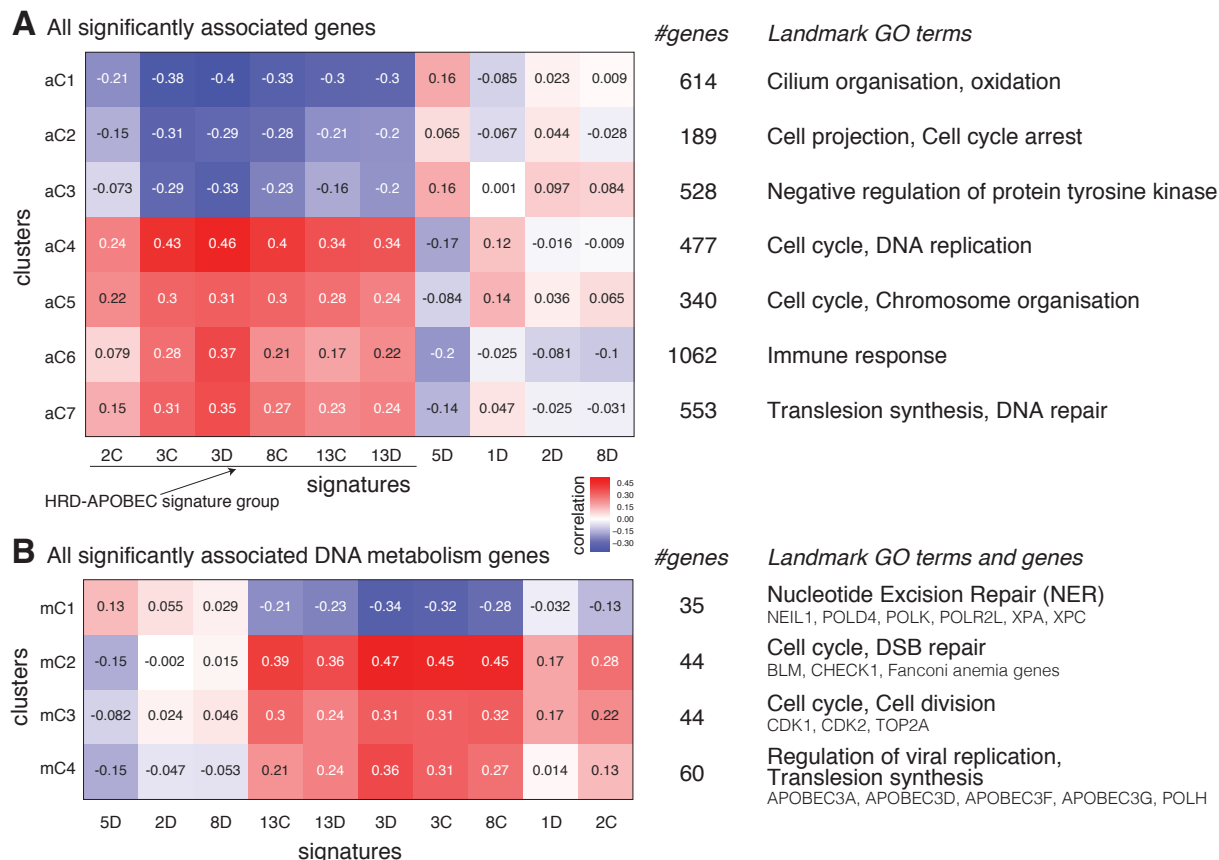 A All significantly associated genes
#genes Landmark GO terms
aC1 -0.21 -0.38 -0.4 -0.33 -0.3 -0.3 0.16 -0.085 0.023 0.009 614 Cilium organisation, oxidation
aC2 -0.15 -0.31 -0.29 -0.28 -0.21 -0.2 0.065 -0.067 0.044 -0.028 189 Cell projection, Cell cycle arrest
aC3 -0.073 -0.29 -0.33 -0.23 -0.16 -0.2 0.16 0.001 0.097 0.084 528 Negative regulation of protein tyrosine kinase
aC4 0.24 0.43 0.46 0.4 0.34 0.34 -0.17 0.12 -0.016 -0.009 477 Cell cycle, DNA replication
aC5 0.22 0.3 0.31 0.3 0.28 0.24 -0.084 0.14 0.036 0.065 340 Cell cycle, Chromosome organisation
aC6 0.079 0.28 0.37 0.21 0.17 0.22 -0.2 -0.025 -0.081 -0.1 1062 Immune response
aC7 0.15 0.31 0.35 0.27 0.23 0.24 -0.14 0.047 -0.025 -0.031 553 Translesion synthesis, DNA repair
clusters
2C 3C 3D 8C 13C 13D 5D 1D 2D 8D
signatures
HRD-APOBEC signature group
correlation
0.45
0.30
0.15
0.00
-0.15
-0.30
B All significantly associated DNA metabolism genes
#genes Landmark GO terms and genes
mC1 0.13 0.055 0.029 -0.21 -0.23 -0.34 -0.32 -0.28 -0.032 -0.13 35 Nucleotide Excision Repair (NER)
NEIL1, POLD4, POLK, POLR2L, XPA, XPC
mC2 -0.15 -0.002 0.015 0.39 0.36 0.47 0.45 0.45 0.17 0.28 44 Cell cycle, DSB repair
BLM, CHECK1, Fanconi anemia genes
mC3 -0.082 0.024 0.046 0.3 0.24 0.31 0.31 0.32 0.17 0.22 44 Cell cycle, Cell division
CDK1, CDK2, TOP2A
mC4 -0.15 -0.047 -0.053 0.21 0.24 0.36 0.31 0.27 0.014 0.13 60 Regulation of viral replication,
Translesion synthesis
APOBEC3A, APOBEC3D, APOBEC3F, APOBEC3G, POLH
clusters
5D 2D 8D 13C 13D 3D 3C 8C 1D 2C
signatures